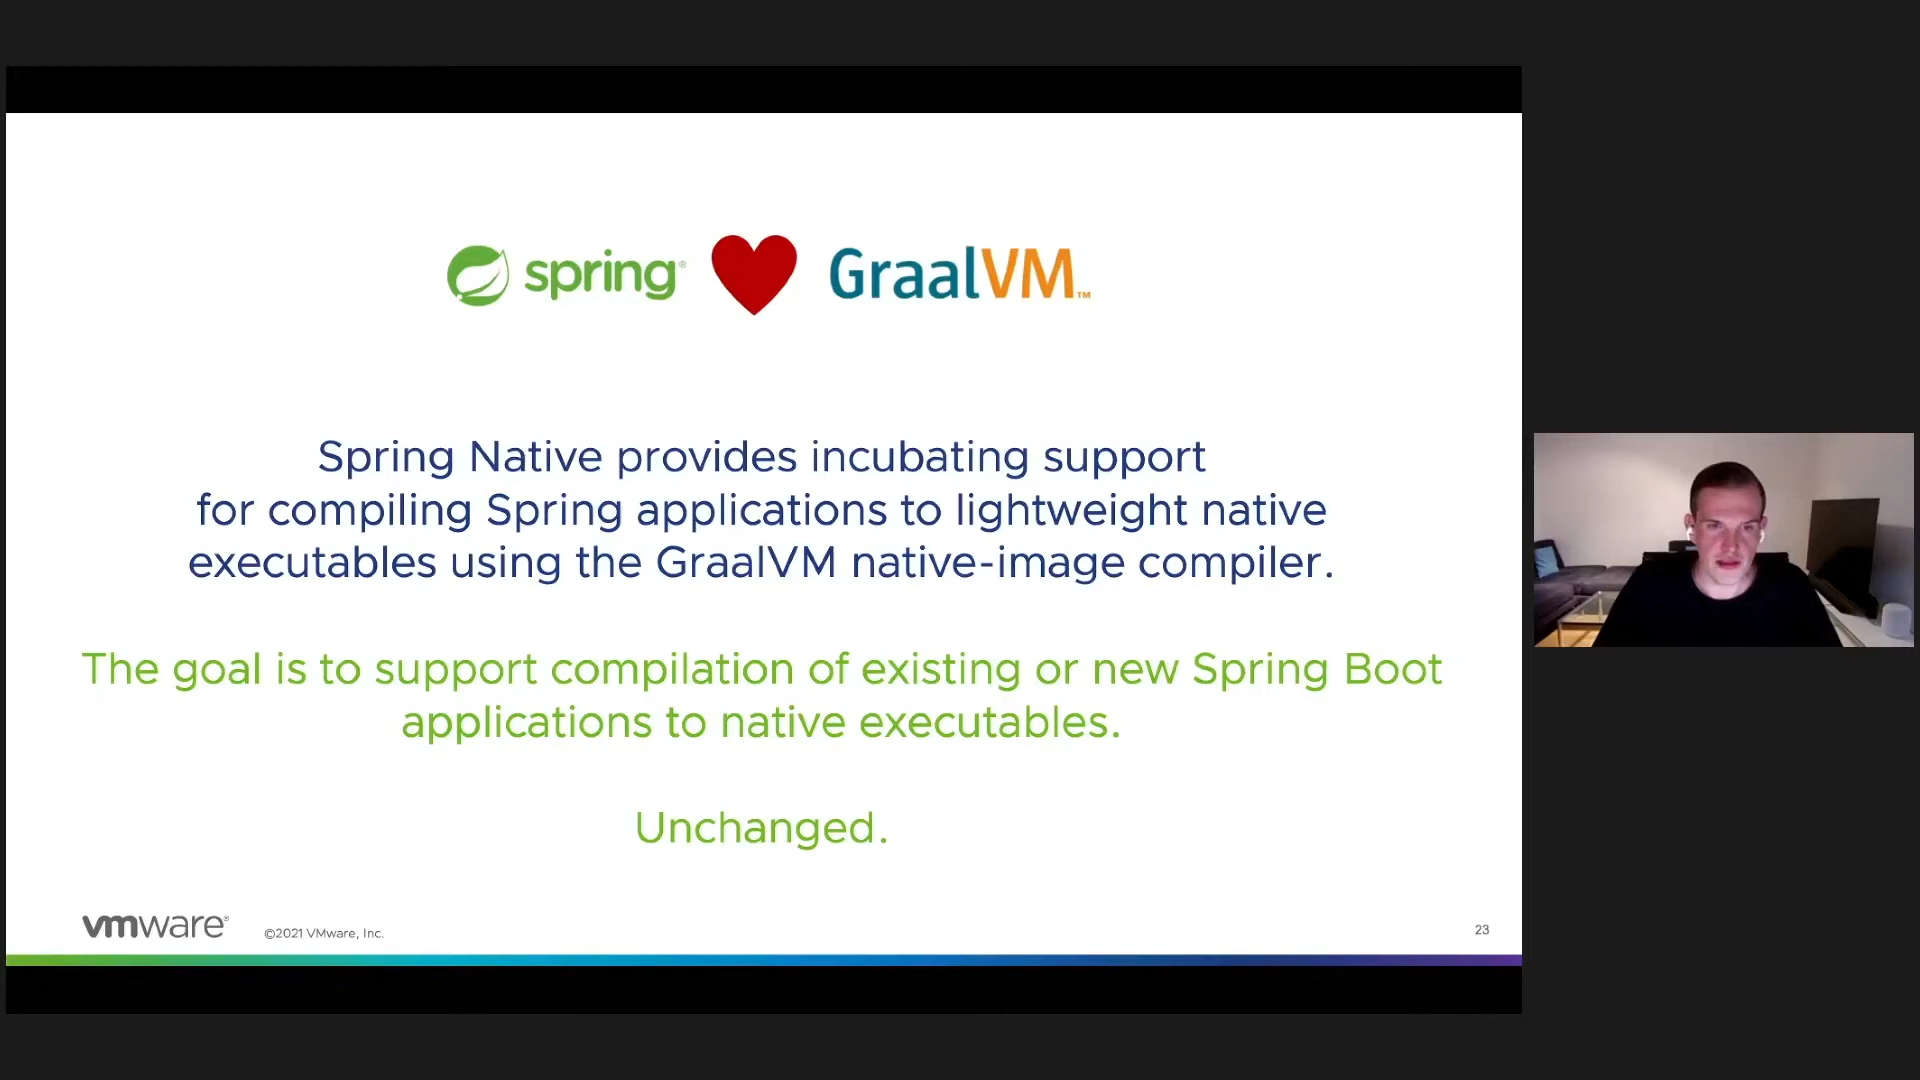 spring® GraalVM™
Spring Native provides incubating support
for compiling Spring applications to lightweight native
executables using the GraalVM native-image compiler.
The goal is to support compilation of existing or new Spring Boot
applications to native executables.
Unchanged.
vmware® ©2021 VMware, Inc. 23